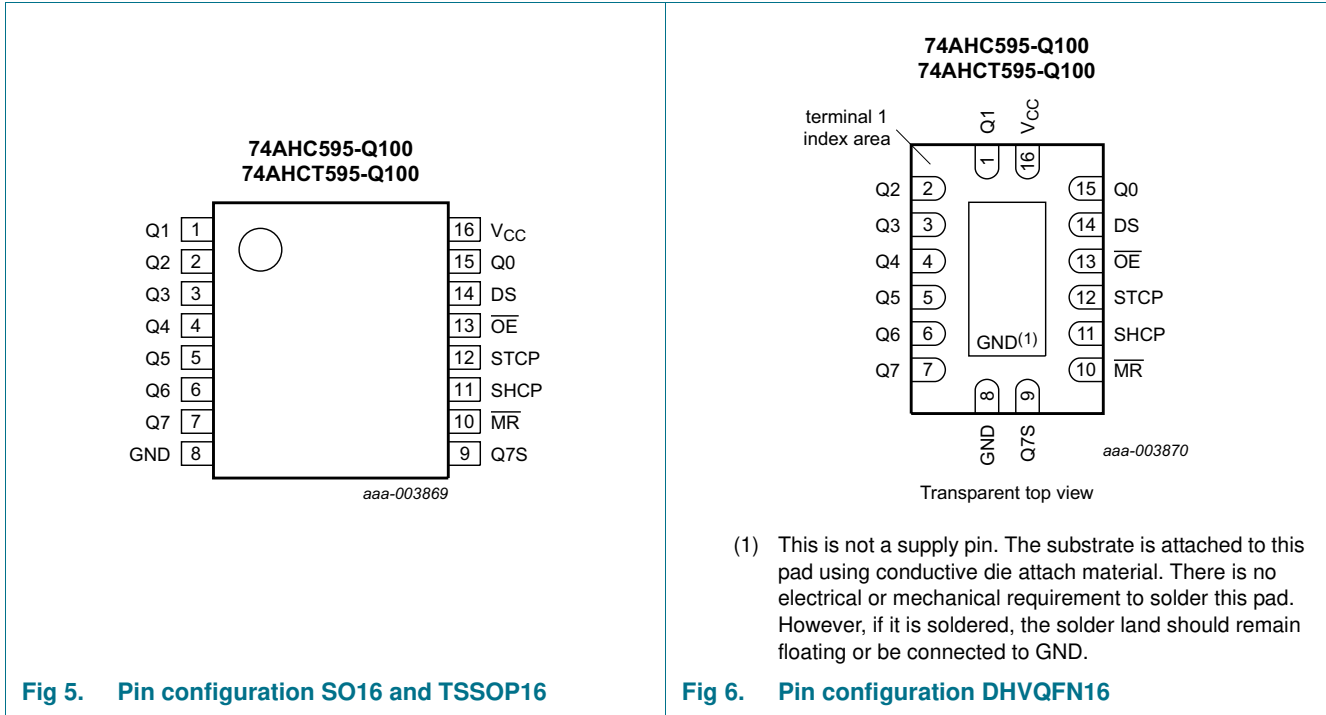 74AHC595-Q100
74AHCT595-Q100
Q1 1
Q2 2
Q3 3
Q4 4
Q5 5
Q6 6
Q7 7
GND 8
16 VCC
15 Q0
14 DS
13 OE
12 STCP
11 SHCP
10 MR
9 Q7S
aaa-003869
Fig 5. Pin configuration SO16 and TSSOP16
74AHC595-Q100
74AHCT595-Q100
terminal 1
index area
Q1
VCC
1
16
Q2 2
Q3 3
Q4 4
Q5 5
Q6 6
Q7 7
15 Q0
14 DS
13 OE
12 STCP
11 SHCP
10 MR
GND(1)
8
9
GND
Q7S
aaa-003870
Transparent top view
(1) This is not a supply pin. The substrate is attached to this
pad using conductive die attach material. There is no
electrical or mechanical requirement to solder this pad.
However, if it is soldered, the solder land should remain
floating or be connected to GND.
Fig 6. Pin configuration DHVQFN16